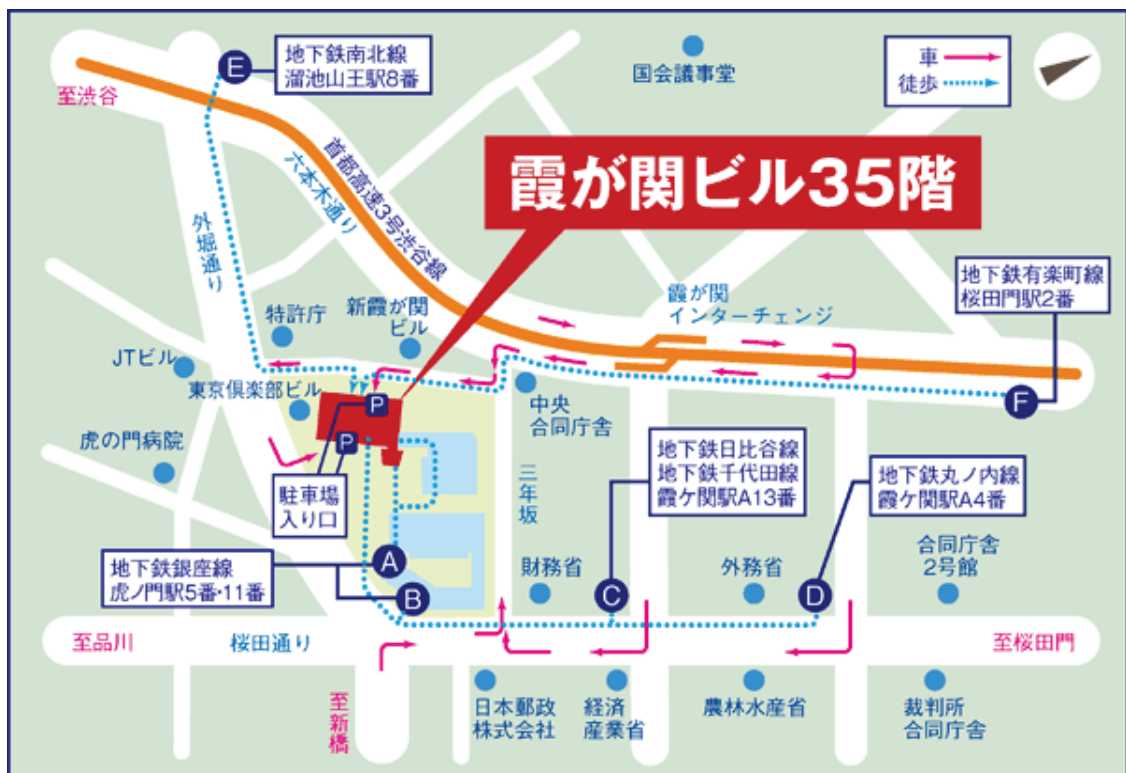 地下鉄南北線
溜池山王駅8番
E
国会議事堂
車
徒歩
至渋谷
首都高速3号渋谷線
六本木通り
霞が関ビル35階
外堀通り
地下鉄有楽町線
桜田門駅2番
霞が関
インターチェンジ
特許庁
新霞が関
ビル
JTビル
東京倶楽部ビル
P
P
中央
合同庁舎
F
虎の門病院
駐車場
入り口
三年坂
地下鉄日比谷線
地下鉄千代田線
霞ケ関駅A13番
地下鉄丸ノ内線
霞ケ関駅A4番
地下鉄銀座線
虎ノ門駅5番・11番
A
B
財務省
C
外務省
D
合同庁舎
2号館
至品川
桜田通り
至桜田門
至新橋
日本郵政
株式会社
経済
産業省
農林水産省
裁判所
合同庁舎